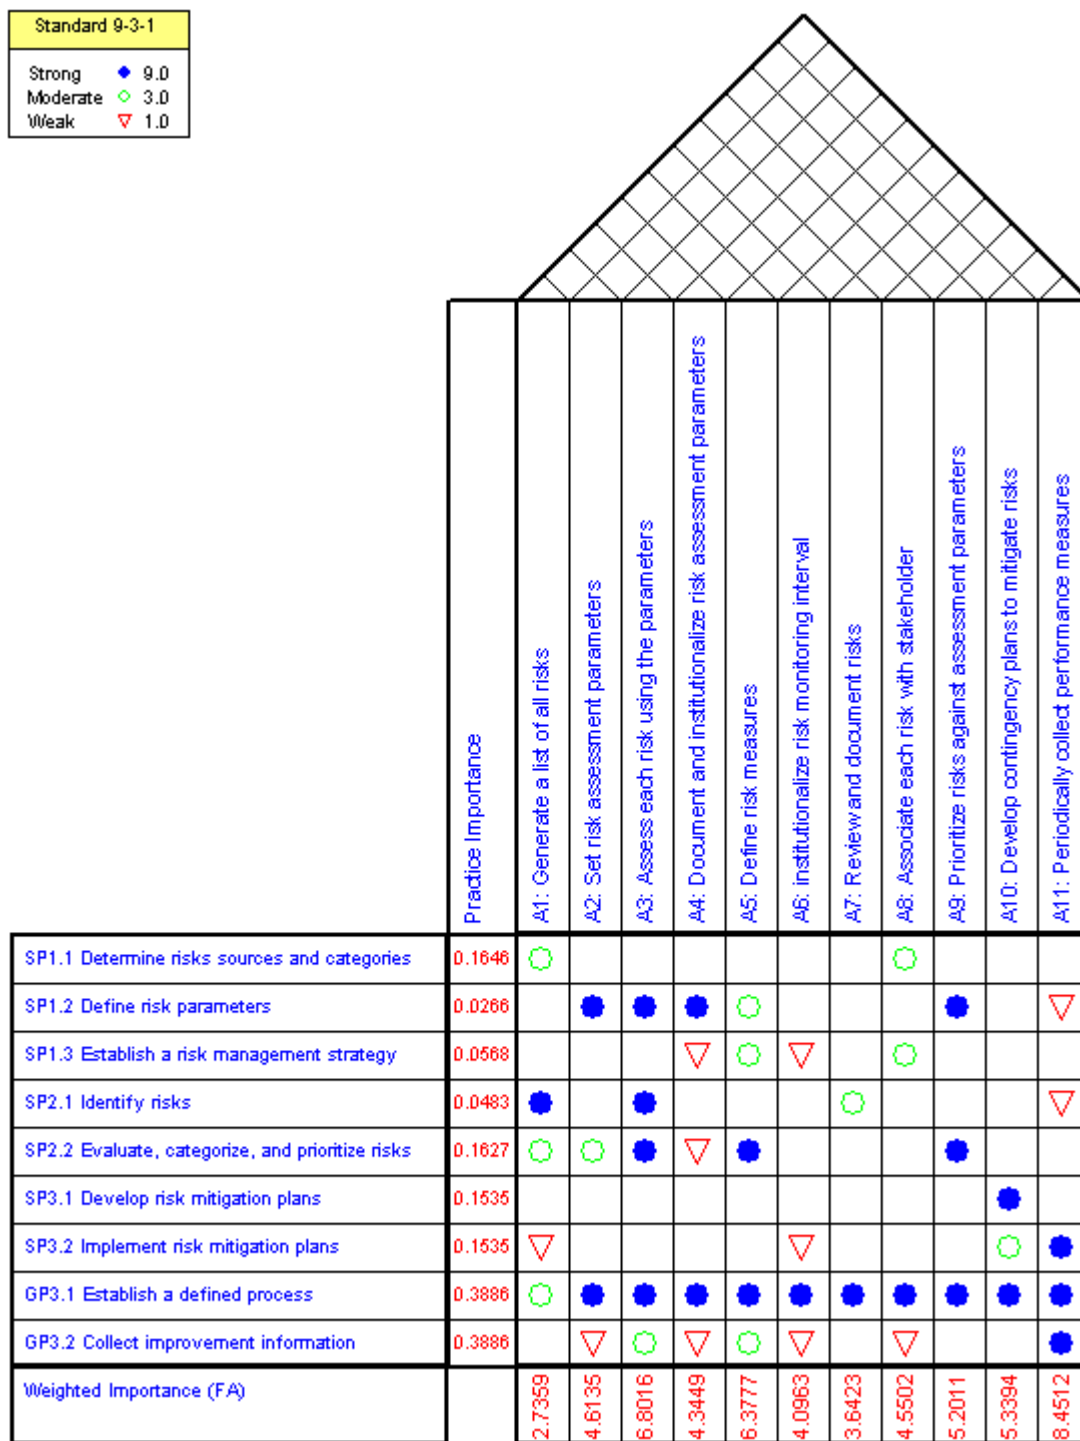 Standard 9-3-1
Strong 9.0
Moderate 3.0
Weak 1.0
Practice Importance
A1: Generate a list of all risks
A2: Set risk assessment parameters
A3: Assess each risk using the parameters
A4: Document and institutionalize risk assessment parameters
A5: Define risk measures
A6: institutionalize risk monitoring interval
A7: Review and document risks
A8: Associate each risk with stakeholder
A9: Prioritize risks against assessment parameters
A10: Develop contingency plans to mitigate risks
A11: Periodically collect performance measures
SP1.1 Determine risks sources and categories 0.1646
SP1.2 Define risk parameters 0.0266
SP1.3 Establish a risk management strategy 0.0568
SP2.1 Identify risks 0.0483
SP2.2 Evaluate, categorize, and prioritize risks 0.1627
SP3.1 Develop risk mitigation plans 0.1535
SP3.2 Implement risk mitigation plans 0.1535
GP3.1 Establish a defined process 0.3886
GP3.2 Collect improvement information 0.3886
Weighted Importance (FA) 2.7359 4.6135 6.8016 4.3449 6.3777 4.0963 3.6423 4.5502 5.2011 5.3394 8.4512